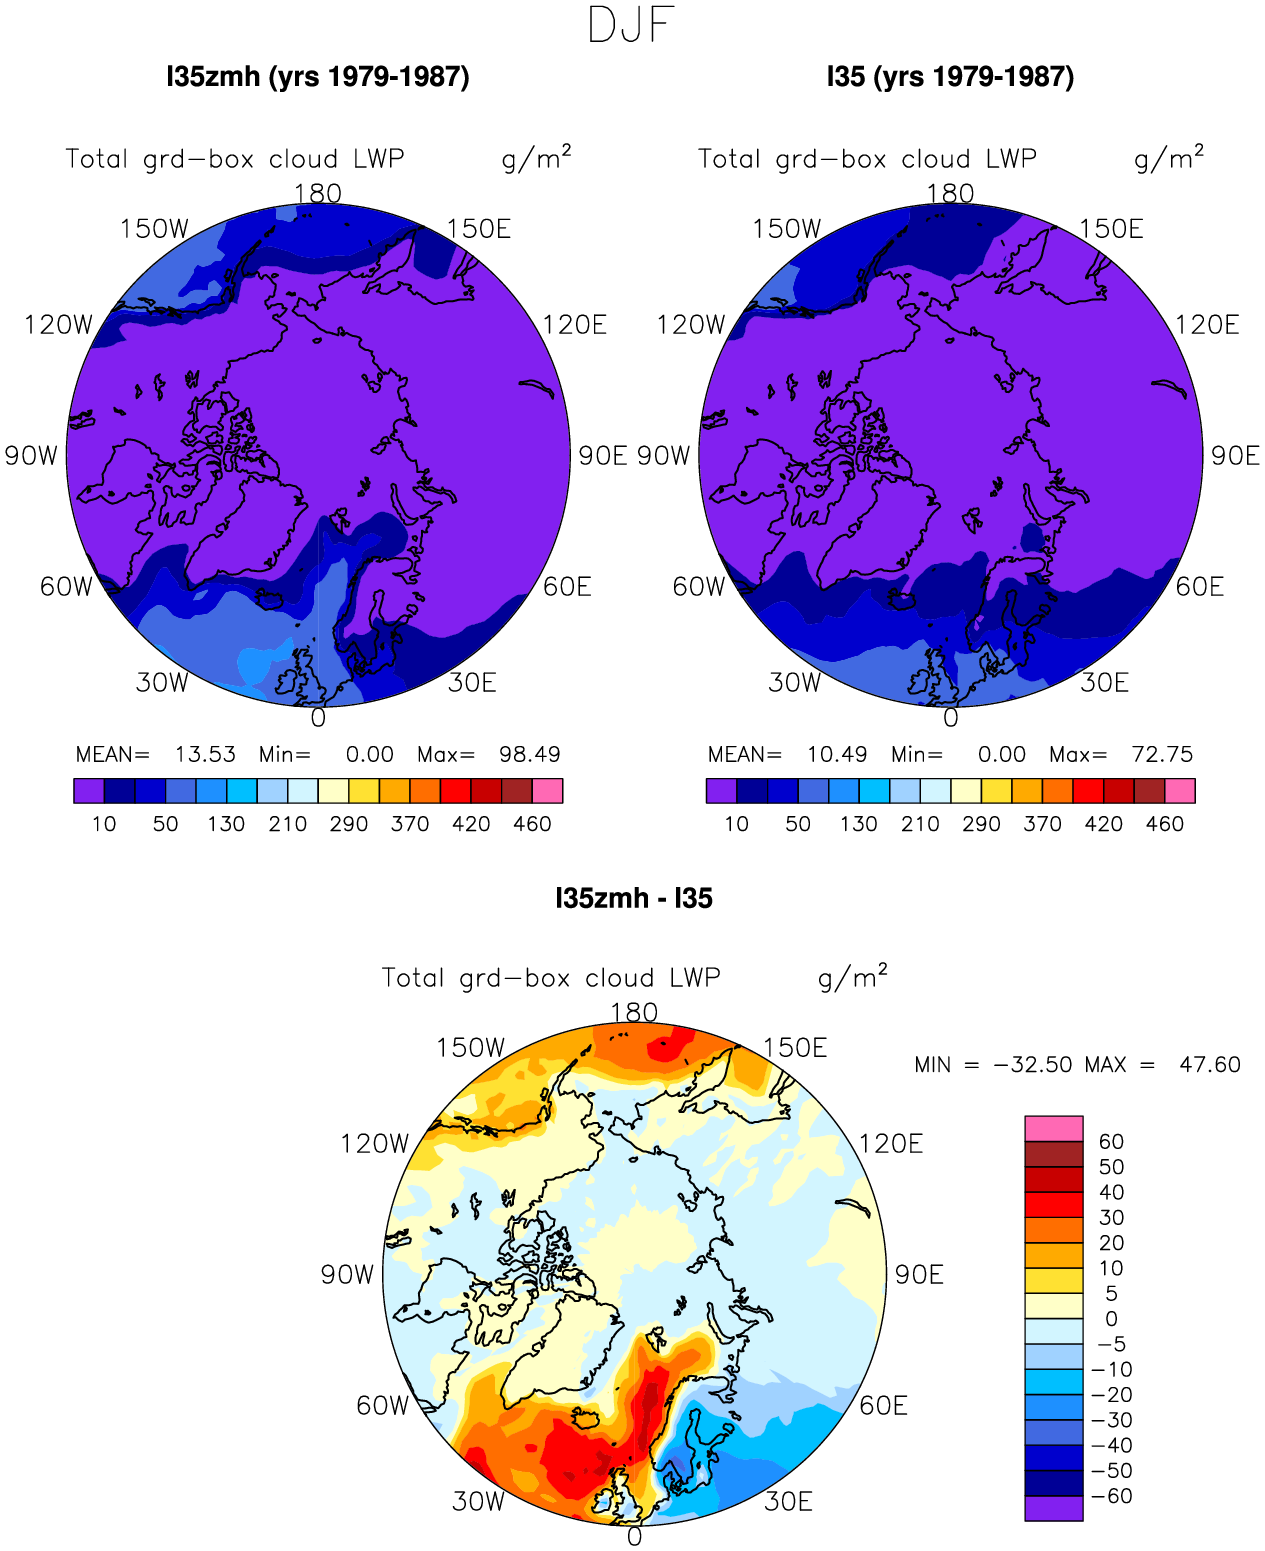 DJF
I35zmh (yrs 1979-1987)
I35 (yrs 1979-1987)
Total grd-box cloud LWP g/m²
Total grd-box cloud LWP g/m²
180
150W 150E
120W 120E
90W 90E
60W 60E
30W 30E
0
180
150W 150E
120W 120E
90W 90E
60W 60E
30W 30E
0
MEAN= 13.53 Min= 0.00 Max= 98.49
10 50 130 210 290 370 420 460
MEAN= 10.49 Min= 0.00 Max= 72.75
10 50 130 210 290 370 420 460
I35zmh - I35
Total grd-box cloud LWP g/m²
180
150W 150E
120W 120E
90W 90E
60W 60E
30W 30E
0
MIN = -32.50 MAX = 47.60
60
50
40
30
20
10
5
0
-5
-10
-20
-30
-40
-50
-60